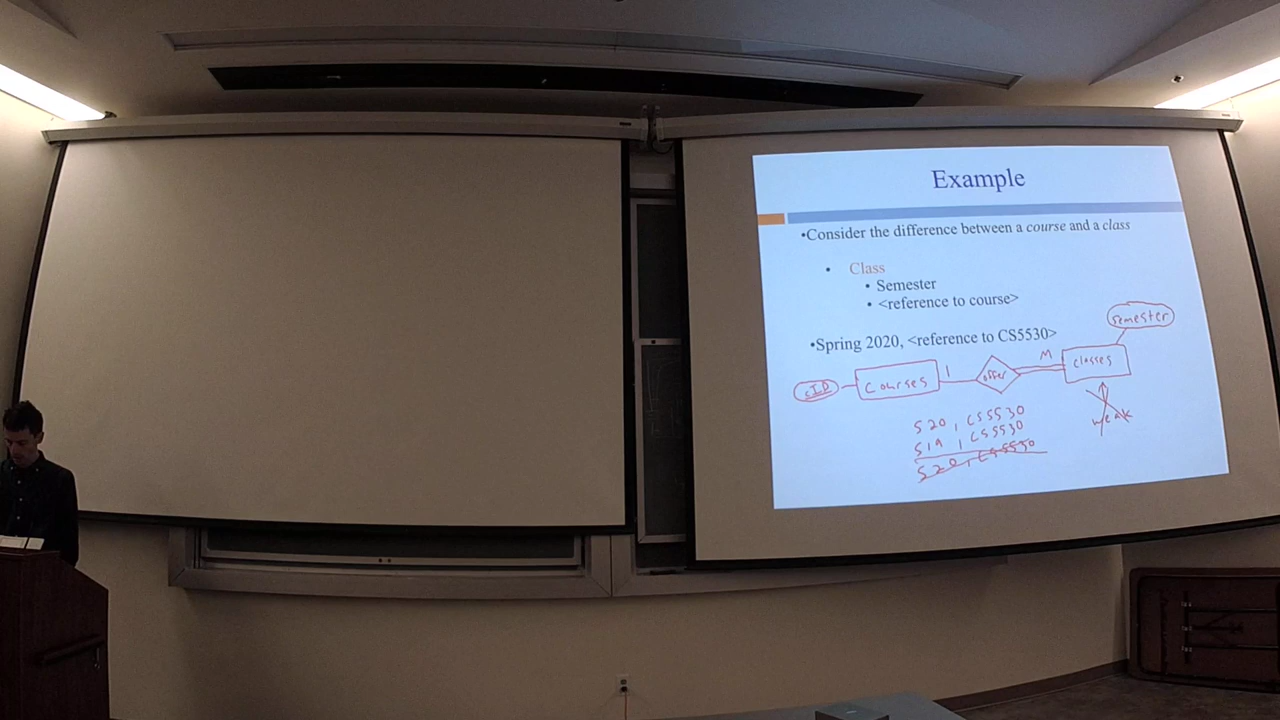 Example
•Consider the difference between a course and a class
• Class
• Semester
• <reference to course>
•Spring 2020, <reference to CS5530>
semester
cID
Courses
1
offer
M
classes
S20, CS5530
S19, CS5530
S20, CS5530
weak